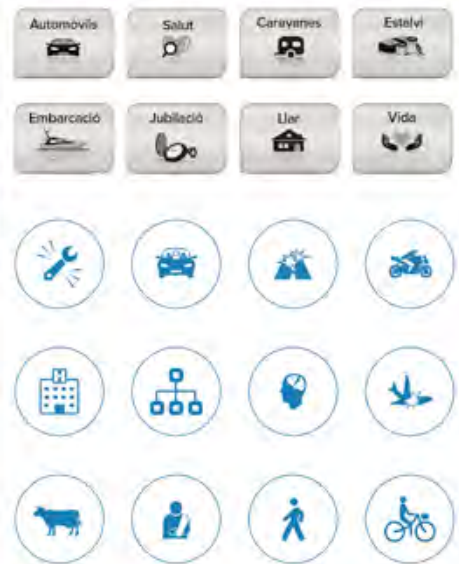 Automòvils
Salut
Caravanes
Estalvi
Embarcació
Jubilació
Llar
Vida
H